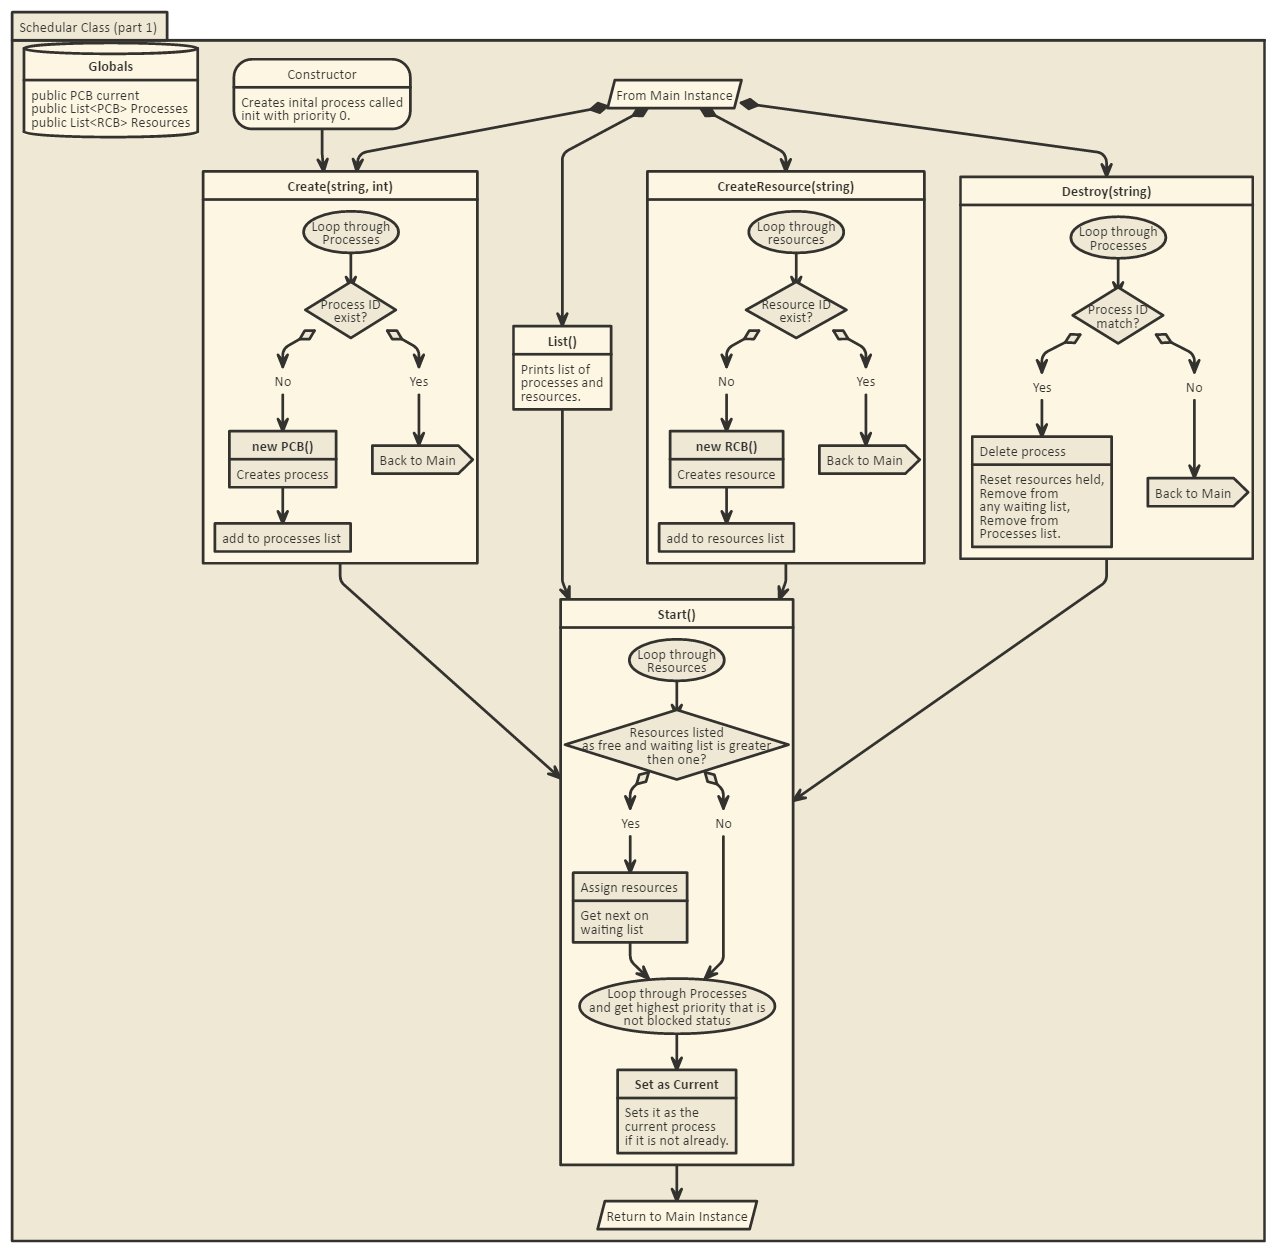 Schedular Class (part 1)
Globals
public PCB current
public List<PCB> Processes
public List<RCB> Resources
Constructor
Creates inital process called
init with priority 0.
From Main Instance
Create(string, int)
Loop through
Processes
Process ID
exist?
No
Yes
new PCB()
Creates process
Back to Main
add to processes list
List()
Prints list of
processes and
resources.
CreateResource(string)
Loop through
resources
Resource ID
exist?
No
Yes
new RCB()
Creates resource
Back to Main
add to resources list
Destroy(string)
Loop through
Processes
Process ID
match?
Yes
No
Delete process
Reset resources held,
Remove from
any waiting list,
Remove from
Processes list.
Back to Main
Start()
Loop through
Resources
Resources listed
as free and waiting list is greater
then one?
Yes
No
Assign resources
Get next on
waiting list
Loop through Processes
and get highest priority that is
not blocked status
Set as Current
Sets it as the
current process
if it is not already.
Return to Main Instance